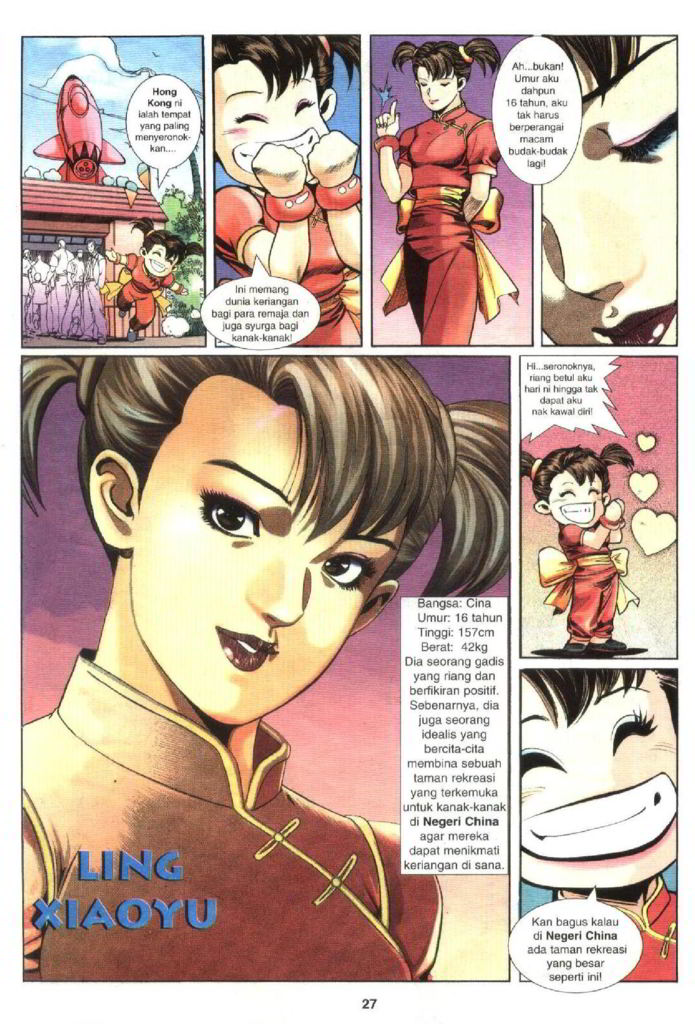 Hong
Kong ni
ialah tempat
yang paling
menyeronok-
kan....
Ini memang
dunia keriangan
bagi para remaja dan
juga syurga bagi
kanak-kanak!
Ah...bukan!
Umur aku
dahpun
16 tahun, aku
tak harus
berperangai
macam
budak-budak
lagi!
Bangsa: Cina
Umur: 16 tahun
Tinggi: 157cm
Berat: 42kg
Dia seorang gadis
yang riang dan
berfikiran positif.
Sebenarnya, dia
juga seorang
idealis yang
bercita-cita
membina sebuah
taman rekreasi
yang terkemuka
untuk kanak-kanak
di Negeri China
agar mereka
dapat menikmati
keriangan di sana.
LING
XIAOYU
Hi...seronoknya,
riang betul aku
hari ni hingga tak
dapat aku
nak kawal diri!
Kan bagus kalau
di Negeri China
ada taman rekreasi
yang besar
seperti ini!
27